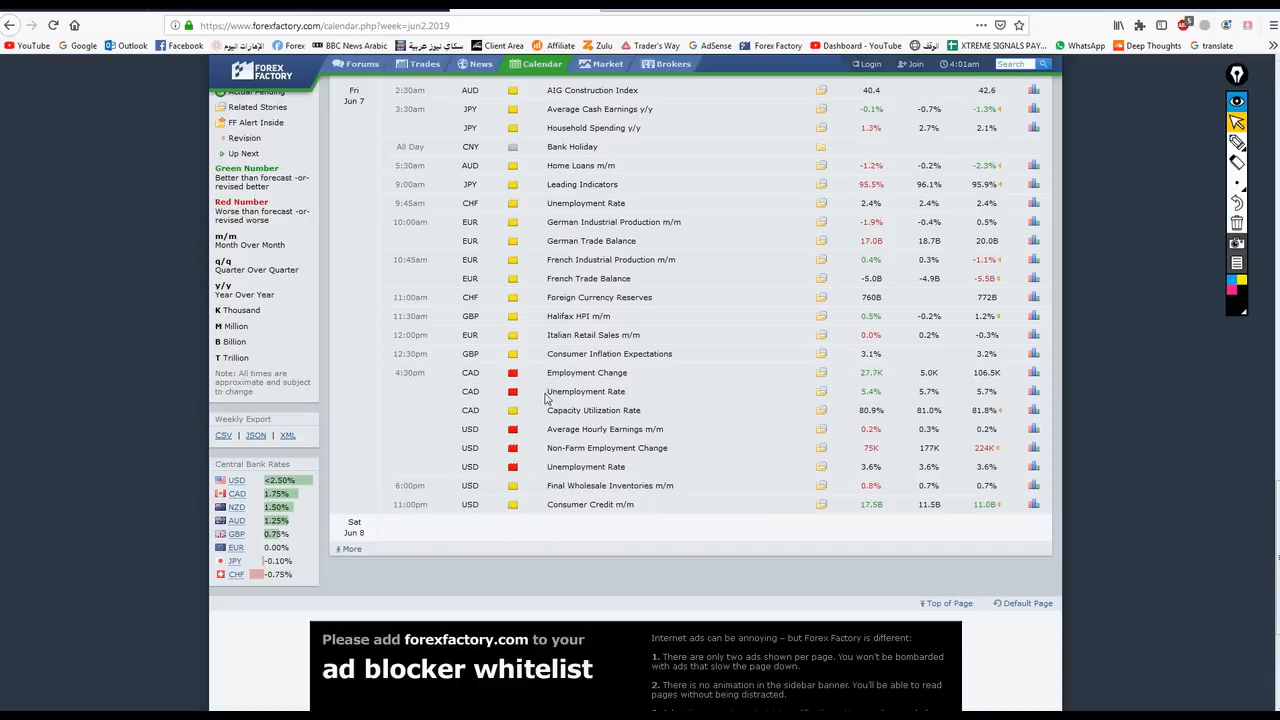 https://www.forexfactory.com/calendar.php?week=jun2.2019
YouTube Google Outlook Facebook الإمارات اليوم Forex BBC News Arabic سكاي نيوز عربية Client Area Affiliate Zulu Trader's Way AdSense Forex Factory Dashboard - YouTube الوقف XTREME SIGNALS PAY... WhatsApp Deep Thoughts translate
FOREX FACTORY
Forums Trades News Calendar Market Brokers Login Join 4:01am Search
Related Stories
FF Alert Inside
Revision
Up Next
Green Number
Better than forecast -or-
revised better
Red Number
Worse than forecast -or-
revised worse
m/m
Month Over Month
q/q
Quarter Over Quarter
y/y
Year Over Year
K Thousand
M Million
B Billion
T Trillion
Note: All times are
approximate and subject
to change
Weekly Export
CSV | JSON | XML
Central Bank Rates
USD <2.50%
CAD 1.75%
NZD 1.50%
AUD 1.25%
GBP 0.75%
EUR 0.00%
JPY -0.10%
CHF -0.75%
Fri
Jun 7
2:30am AUD AIG Construction Index 40.4 42.6
3:30am JPY Average Cash Earnings y/y -0.1% -0.7% -1.3%
JPY Household Spending y/y 1.3% 2.7% 2.1%
All Day CNY Bank Holiday
5:30am AUD Home Loans m/m -1.2% -0.2% -2.3%
9:00am JPY Leading Indicators 95.5% 96.1% 95.9%
9:45am CHF Unemployment Rate 2.4% 2.4% 2.4%
10:00am EUR German Industrial Production m/m -1.9% -0.4% 0.5%
EUR German Trade Balance 17.0B 18.7B 20.0B
10:45am EUR French Industrial Production m/m 0.4% 0.3% -1.1%
EUR French Trade Balance -5.0B -4.9B -5.5B
11:00am CHF Foreign Currency Reserves 760B 772B
11:30am GBP Halifax HPI m/m 0.5% -0.2% 1.2%
12:00pm EUR Italian Retail Sales m/m 0.0% 0.2% -0.3%
12:30pm GBP Consumer Inflation Expectations 3.1% 3.2%
4:30pm CAD Employment Change 27.7K 5.0K 106.5K
CAD Unemployment Rate 5.4% 5.7% 5.7%
CAD Capacity Utilization Rate 80.9% 81.0% 81.8%
USD Average Hourly Earnings m/m 0.2% 0.3% 0.2%
USD Non-Farm Employment Change 75K 177K 224K
USD Unemployment Rate 3.6% 3.6% 3.6%
6:00pm USD Final Wholesale Inventories m/m 0.8% 0.7% 0.7%
11:00pm USD Consumer Credit m/m 17.5B 11.5B 11.0B
Sat
Jun 8
More
Top of Page Default Page
Please add forexfactory.com to your
ad blocker whitelist
Internet ads can be annoying – but Forex Factory is different:
1. There are only two ads shown per page. You won't be bombarded
with ads that slow the page down.
2. There is no animation in the sidebar banner. You'll be able to read
pages without being distracted.